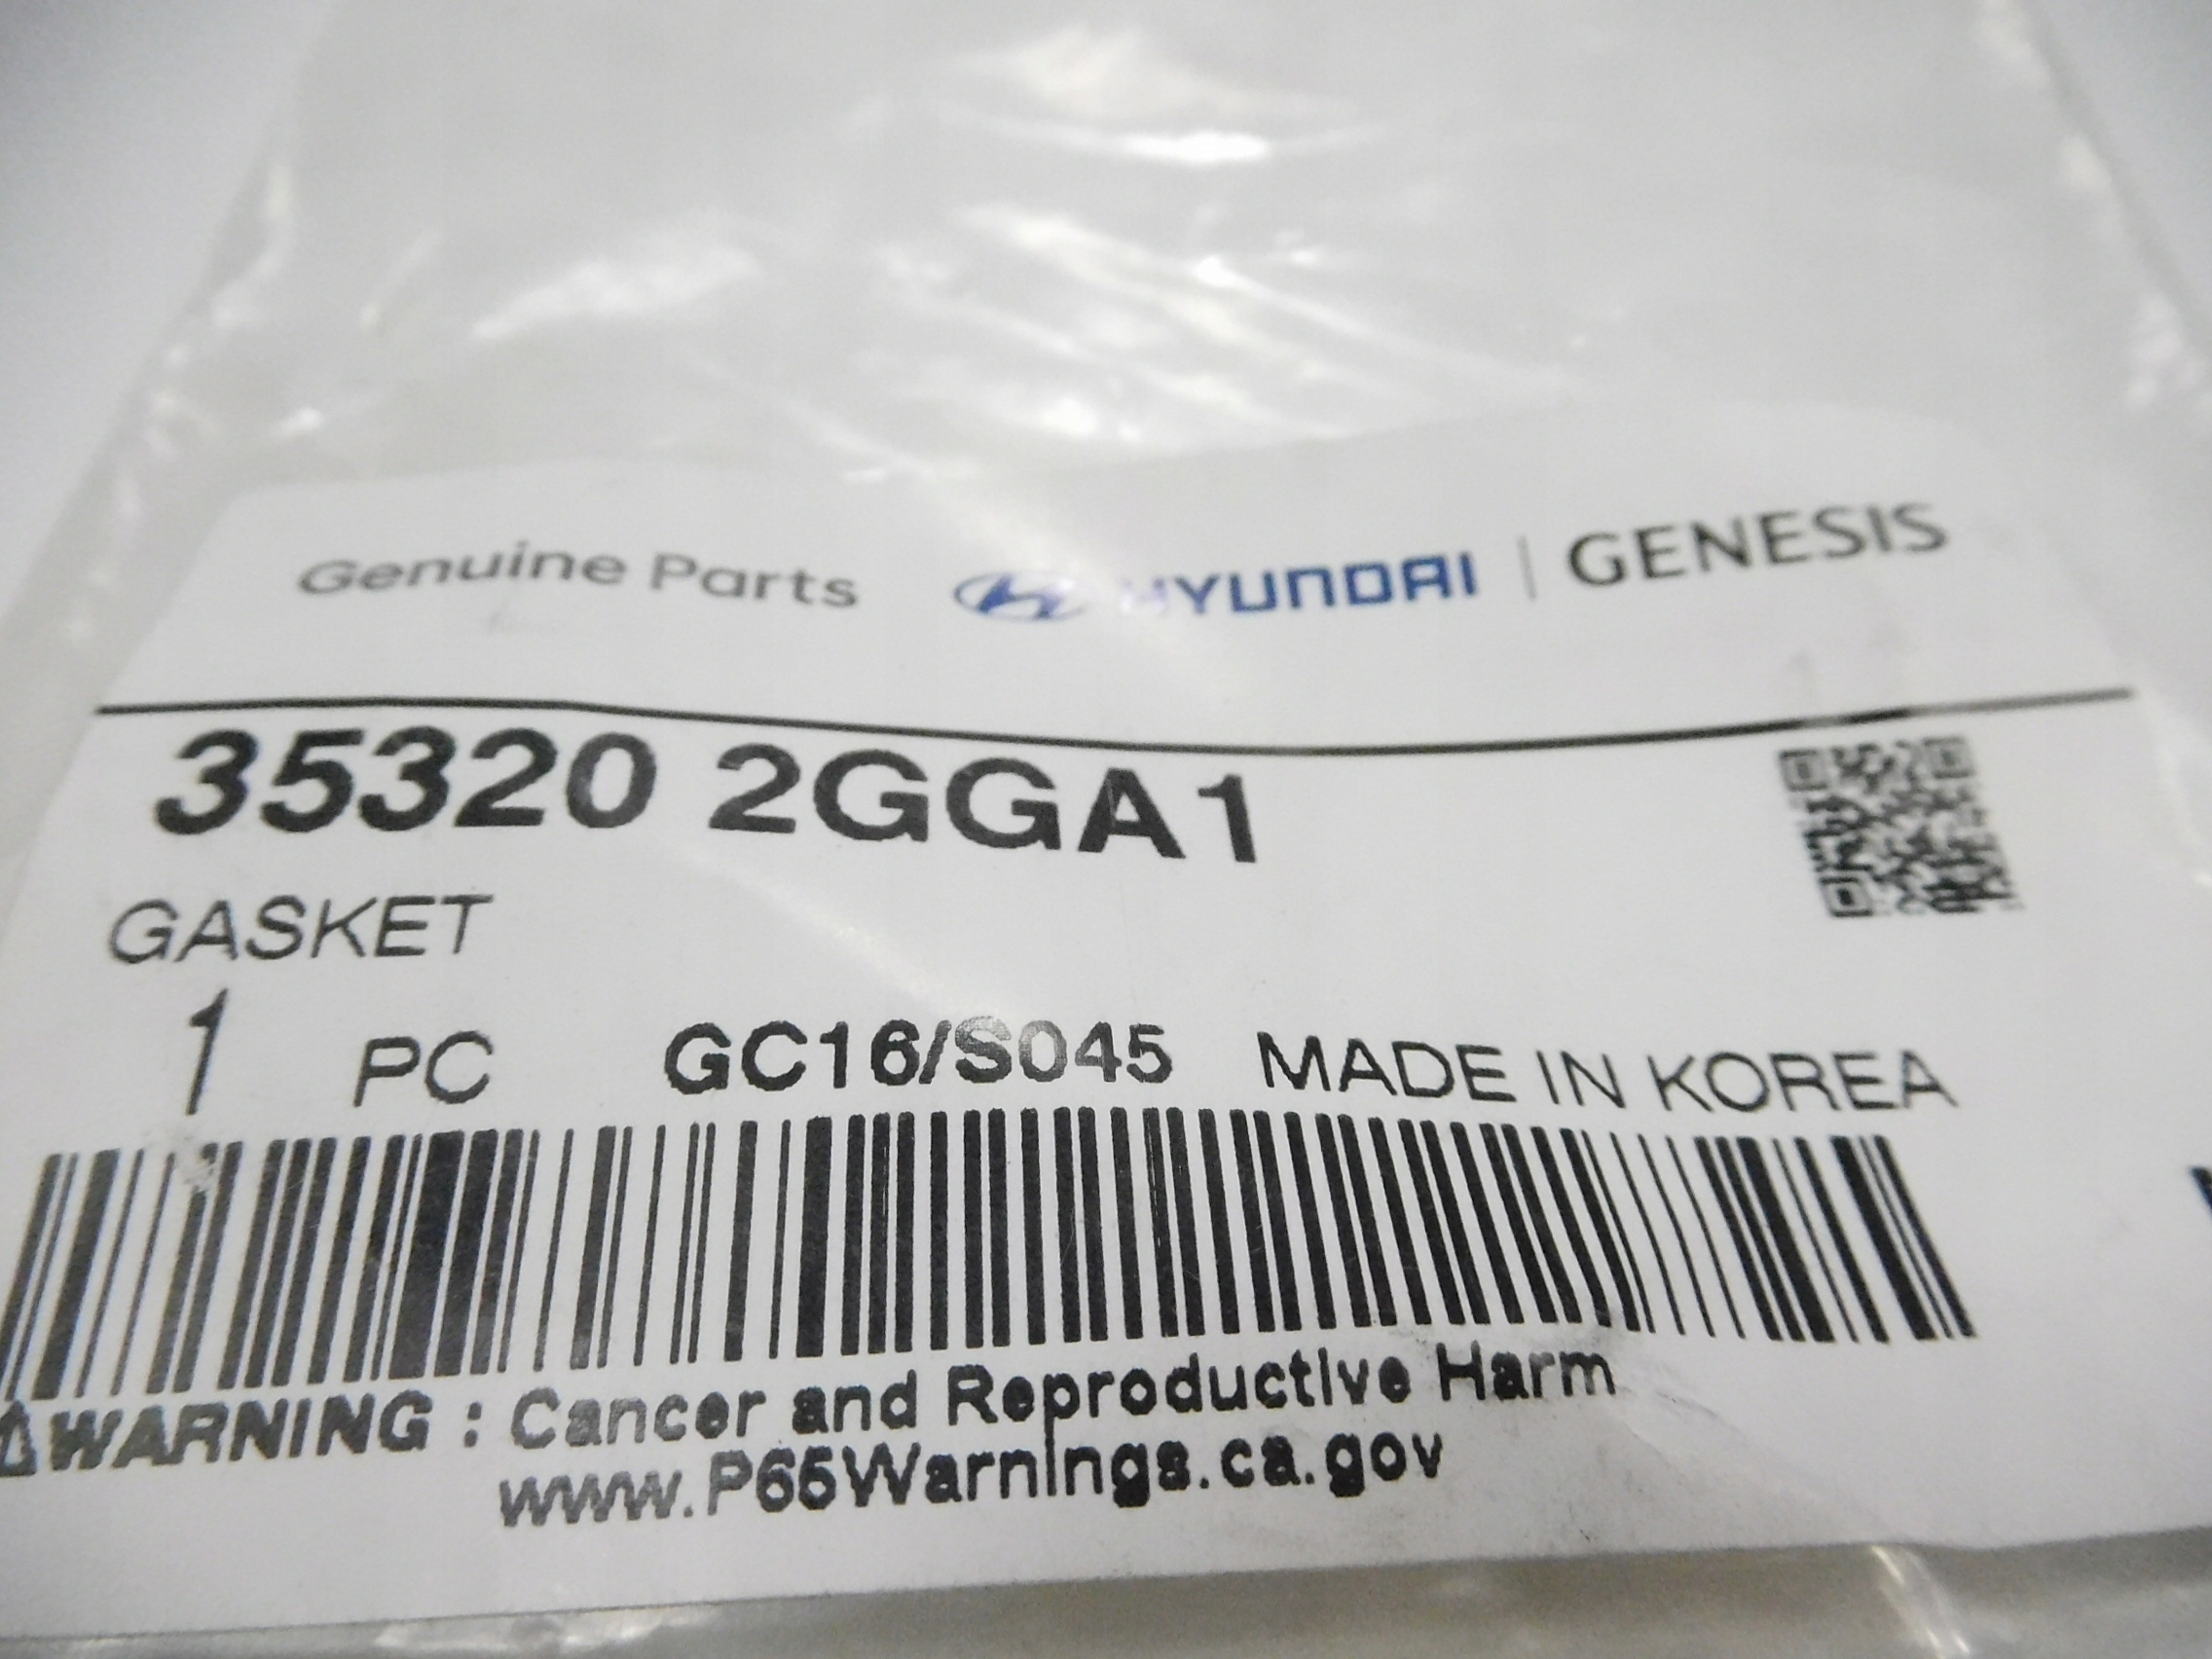 Genuine Parts HYUNDAI | GENESIS
35320 2GGA1
GASKET
1 PC GC16/S045 MADE IN KOREA
⚠WARNING : Cancer and Reproductive Harm
www.P65Warnings.ca.gov